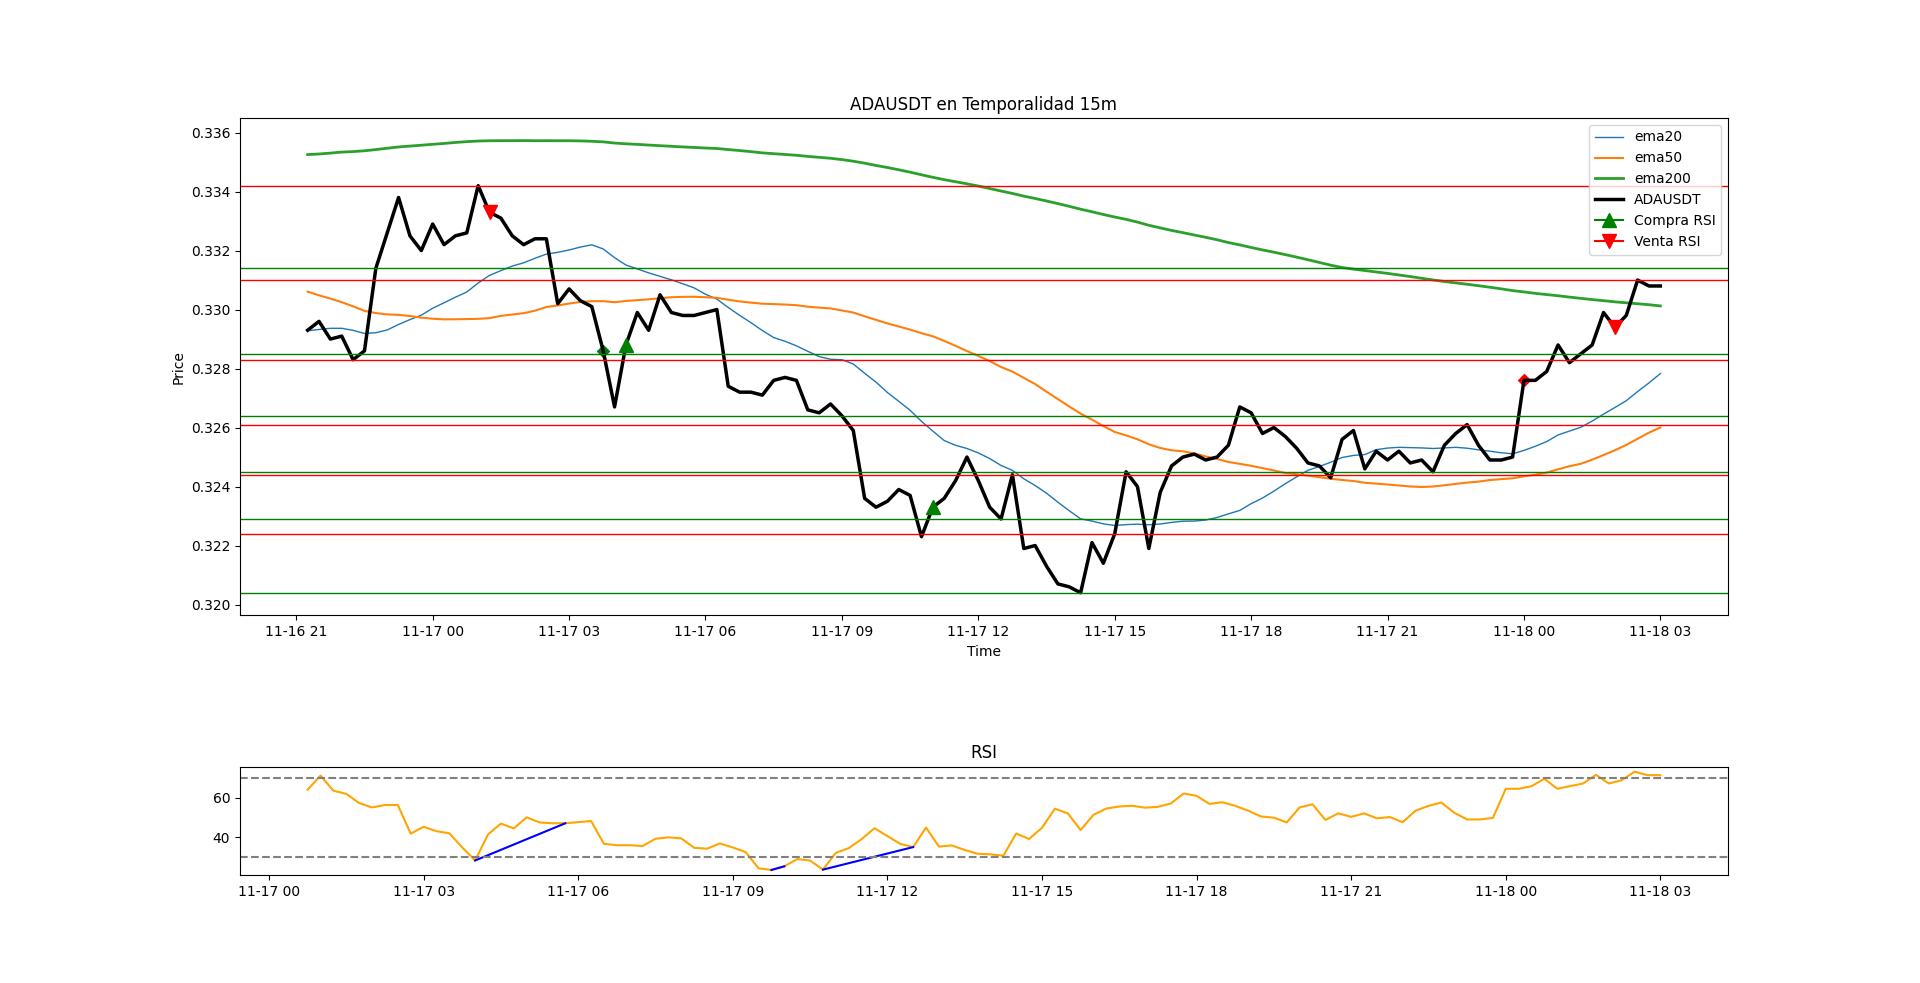 ADAUSDT en Temporalidad 15m
0.336
0.334
0.332
0.330
0.328
0.326
0.324
0.322
0.320
Price
ema20
ema50
ema200
ADAUSDT
Compra RSI
Venta RSI
11-16 21 11-17 00 11-17 03 11-17 06 11-17 09 11-17 12 11-17 15 11-17 18 11-17 21 11-18 00 11-18 03
Time
RSI
60
40
11-17 00 11-17 03 11-17 06 11-17 09 11-17 12 11-17 15 11-17 18 11-17 21 11-18 00 11-18 03